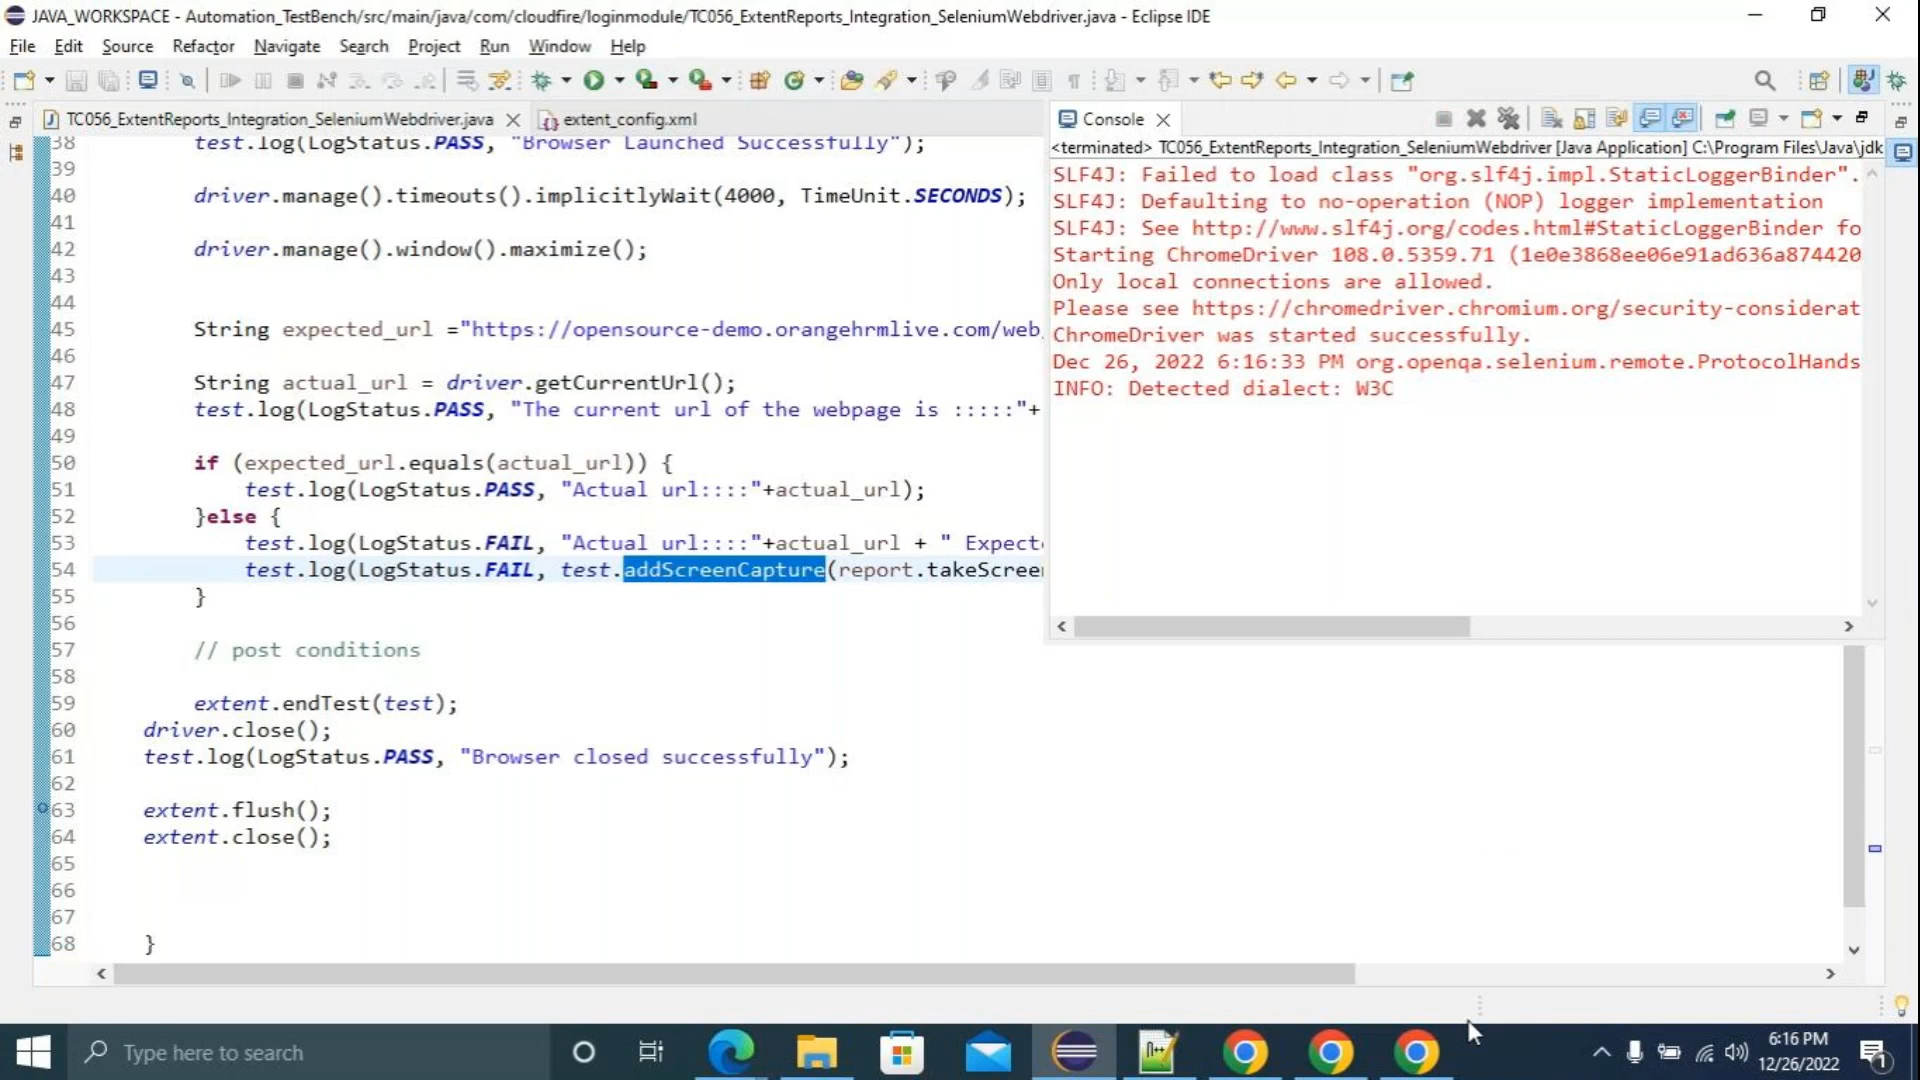 JAVA_WORKSPACE - Automation_TestBench/src/main/java/com/cloudfire/loginmodule/TC056_ExtentReports_Integration_SeleniumWebdriver.java - Eclipse IDE
File Edit Source Refactor Navigate Search Project Run Window Help
TC056_ExtentReports_Integration_SeleniumWebdriver.java
extent_config.xml
38 test.log(LogStatus.PASS, "Browser Launched Successfully");
39
40 driver.manage().timeouts().implicitlyWait(4000, TimeUnit.SECONDS);
41
42 driver.manage().window().maximize();
43
44
45 String expected_url ="https://opensource-demo.orangehrmlive.com/web/
46
47 String actual_url = driver.getCurrentUrl();
48 test.log(LogStatus.PASS, "The current url of the webpage is :::::"+
49
50 if (expected_url.equals(actual_url)) {
51 test.log(LogStatus.PASS, "Actual url::::"+actual_url);
52 }else {
53 test.log(LogStatus.FAIL, "Actual url::::"+actual_url + " Expect
54 test.log(LogStatus.FAIL, test.addScreenCapture(report.takeScreen
55 }
56
57 // post conditions
58
59 extent.endTest(test);
60 driver.close();
61 test.log(LogStatus.PASS, "Browser closed successfully");
62
63 extent.flush();
64 extent.close();
65
66
67
68 }
Console
<terminated> TC056_ExtentReports_Integration_SeleniumWebdriver [Java Application] C:\Program Files\Java\jdk
SLF4J: Failed to load class "org.slf4j.impl.StaticLoggerBinder".
SLF4J: Defaulting to no-operation (NOP) logger implementation
SLF4J: See http://www.slf4j.org/codes.html#StaticLoggerBinder fo
Starting ChromeDriver 108.0.5359.71 (1e0e3868ee06e91ad636a874420
Only local connections are allowed.
Please see https://chromedriver.chromium.org/security-considerat
ChromeDriver was started successfully.
Dec 26, 2022 6:16:33 PM org.openqa.selenium.remote.ProtocolHands
INFO: Detected dialect: W3C
Type here to search
6:16 PM
12/26/2022
1